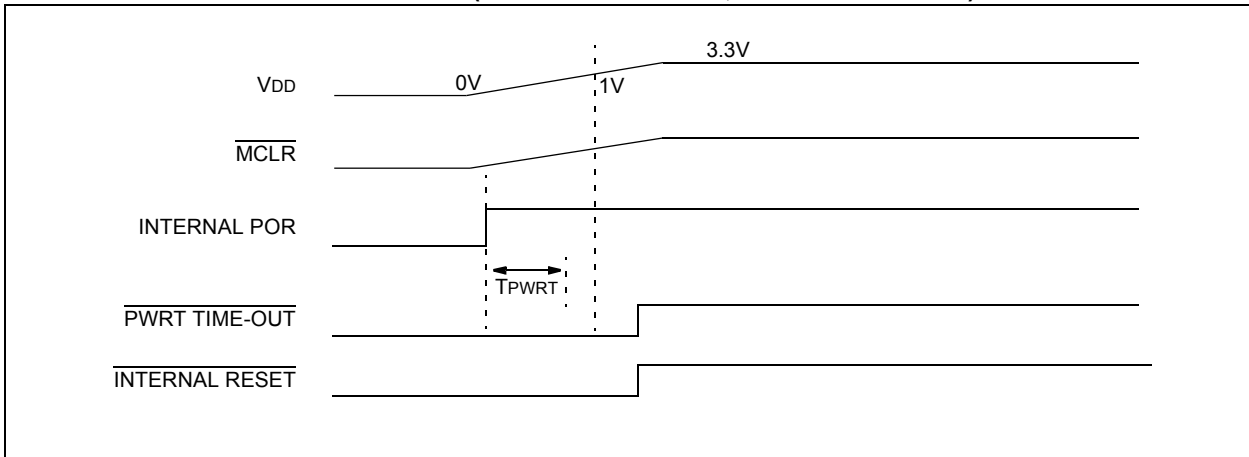 3.3V
VDD 0V 1V
MCLR
INTERNAL POR
TPWRT
PWRT TIME-OUT
INTERNAL RESET